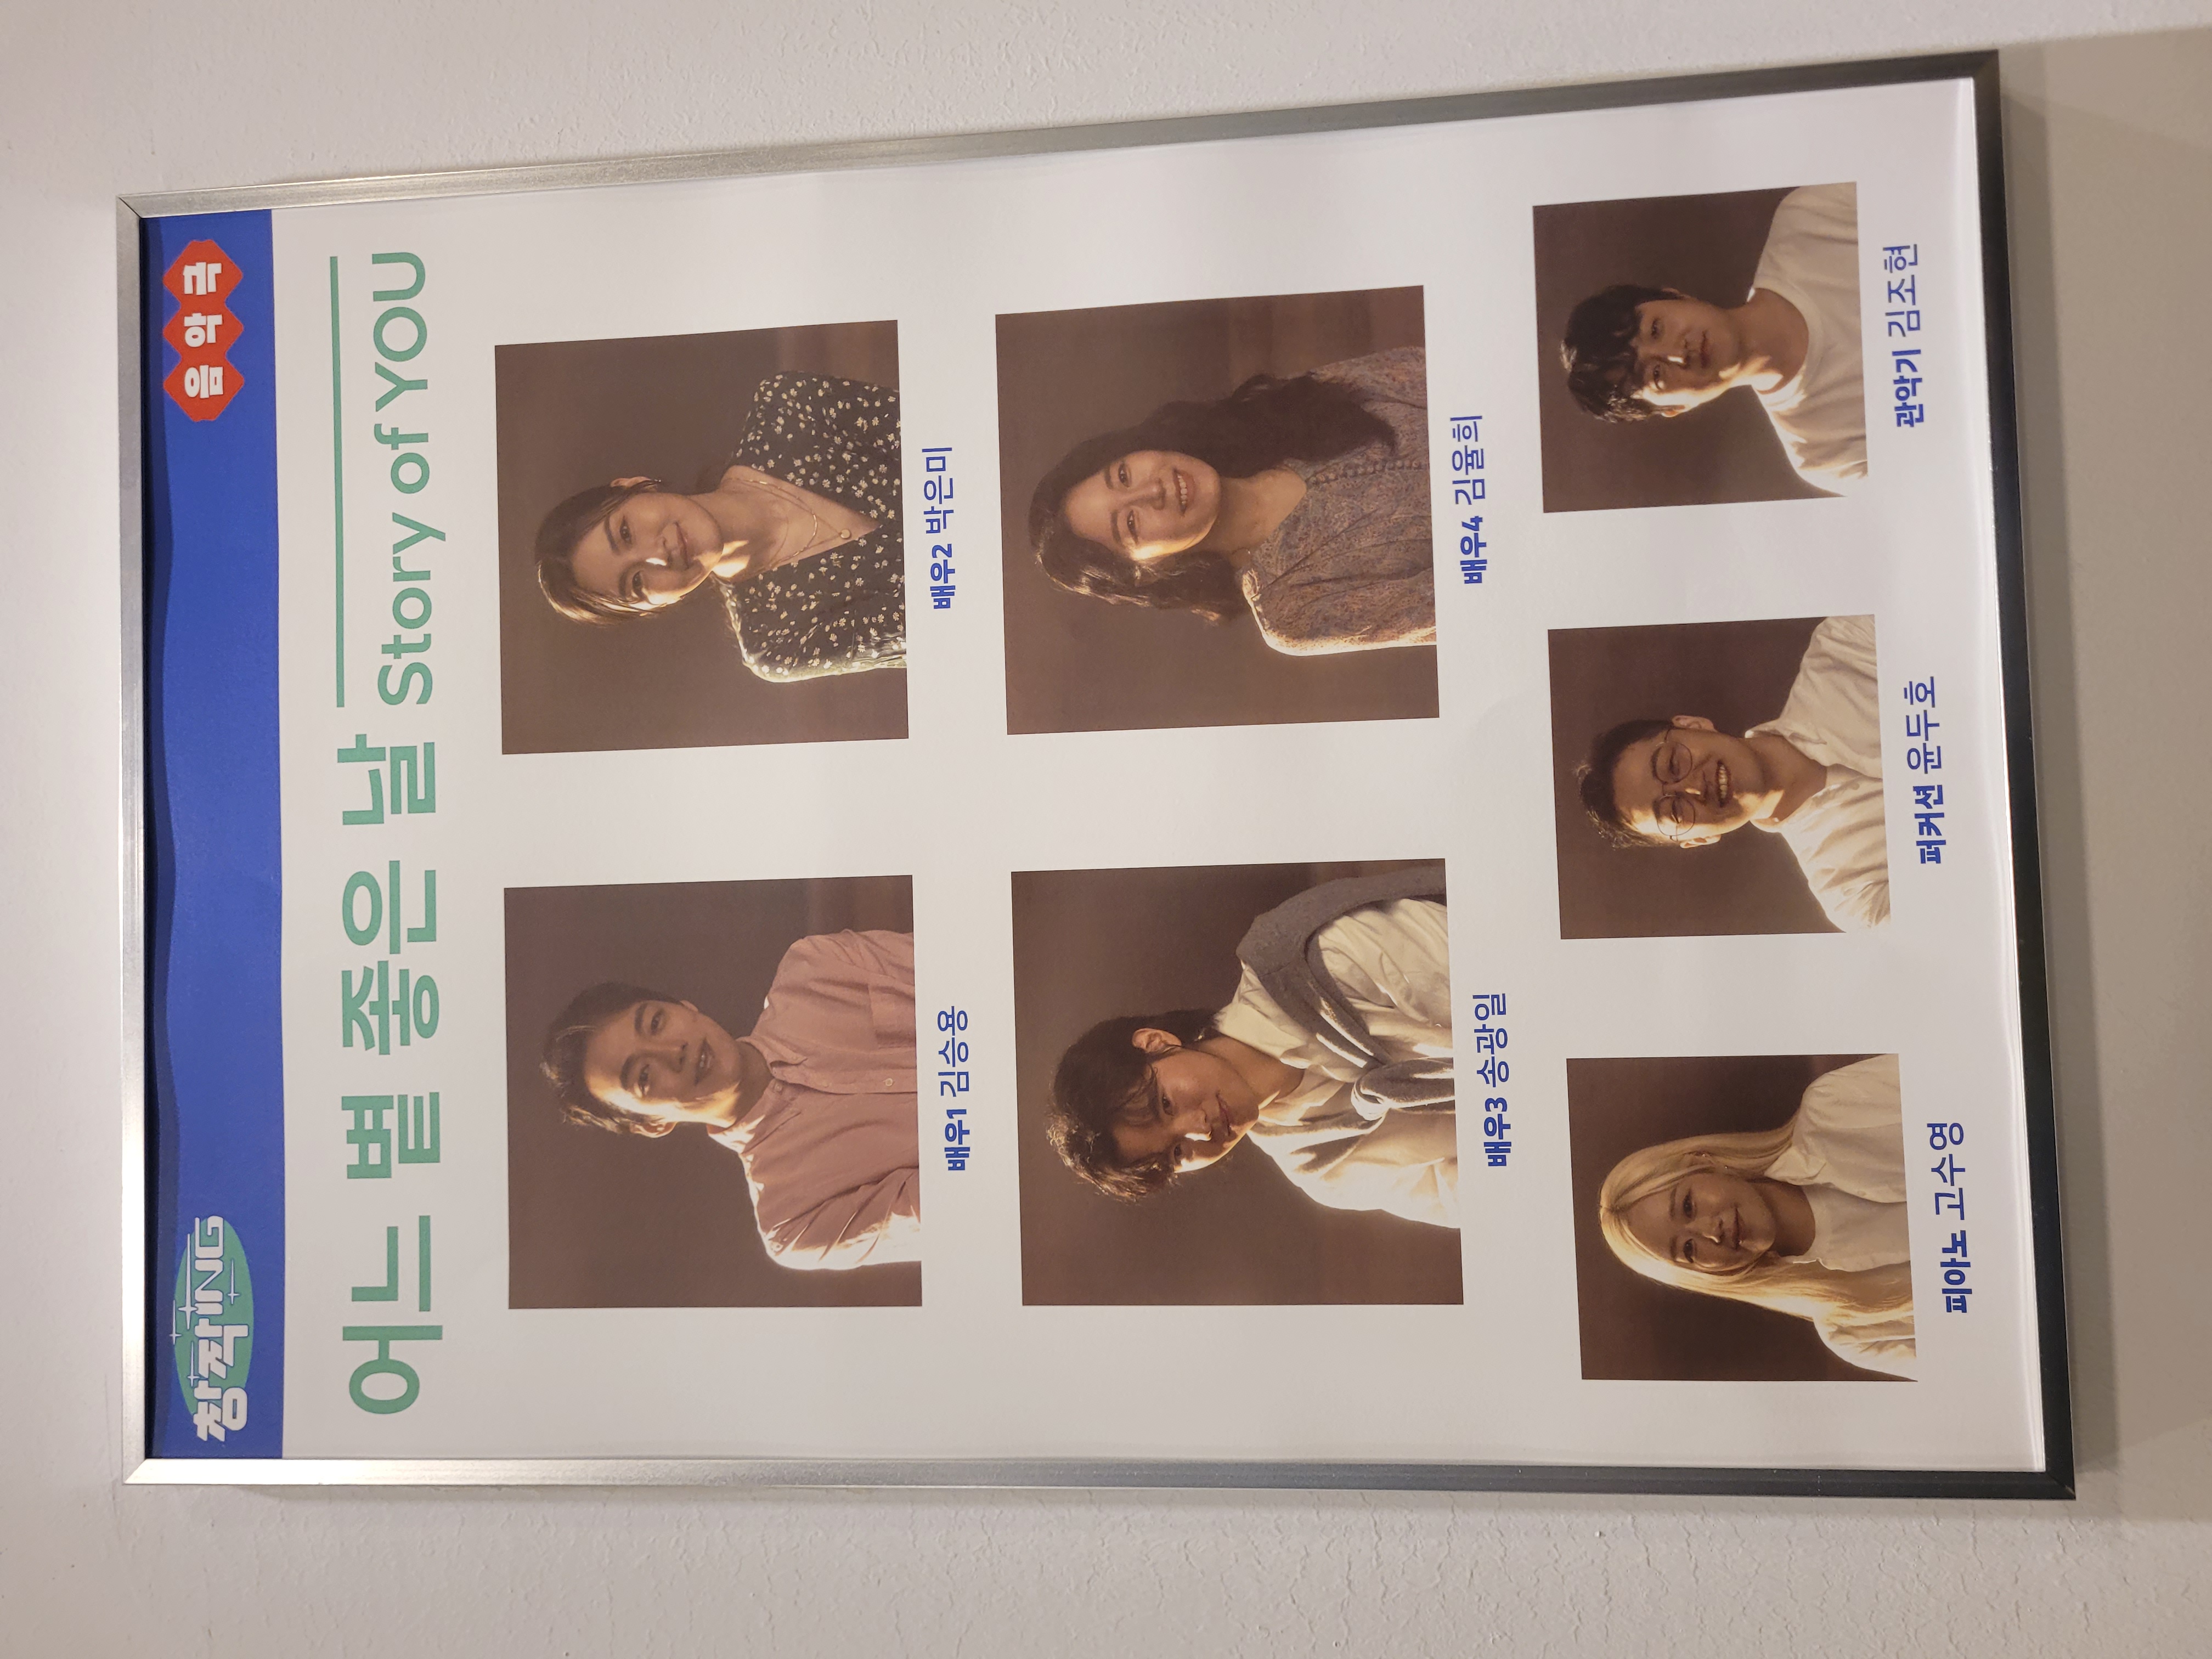 창작ING
음악극
어느 볕 좋은 날
Story of YOU
배우1 김승용
배우2 박은미
배우3 송광일
배우4 김율희
피아노 고수영
퍼커션 윤두호
관악기 김조현